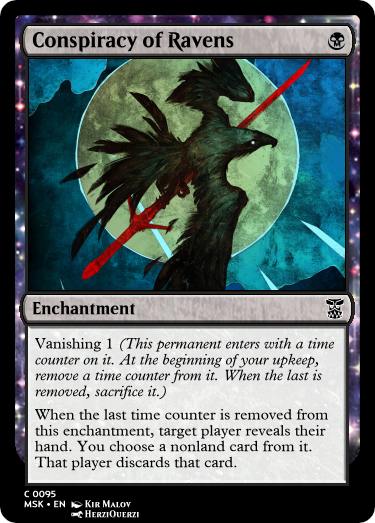 Conspiracy of Ravens
Enchantment
Vanishing 1 (This permanent enters with a time
counter on it. At the beginning of your upkeep,
remove a time counter from it. When the last is
removed, sacrifice it.)
When the last time counter is removed from
this enchantment, target player reveals their
hand. You choose a nonland card from it.
That player discards that card.
C 0095
MSK • EN Kir Malov
HerziQuerzi